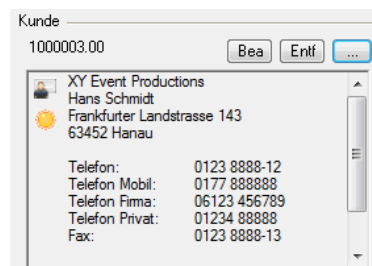 Kunde
1000003.00 Bea Entf ...
XY Event Productions
Hans Schmidt
Frankfurter Landstrasse 143
63452 Hanau
Telefon: 0123 8888-12
Telefon Mobil: 0177 888888
Telefon Firma: 06123 456789
Telefon Privat: 01234 88888
Fax: 0123 8888-13